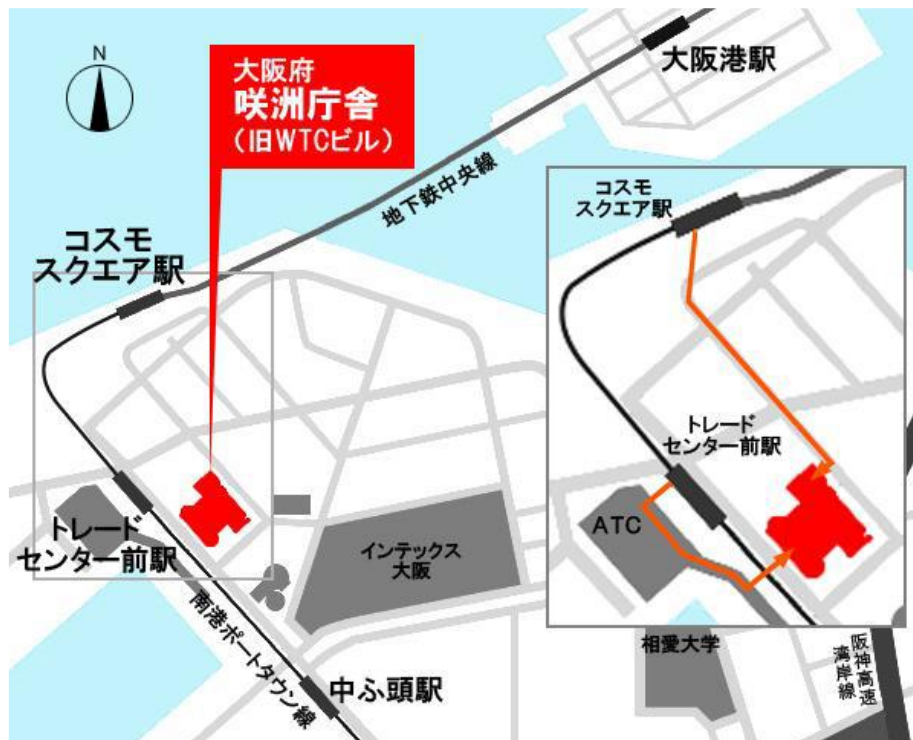 N
大阪府
咲洲庁舎
（旧WTCビル）
大阪港駅
地下鉄中央線
コスモ
スクエア駅
トレード
センター前駅
インテックス
大阪
南港ポートタウン線
中ふ頭駅
コスモ
スクエア駅
トレード
センター前駅
ATC
相愛大学
阪神高速
湾岸線